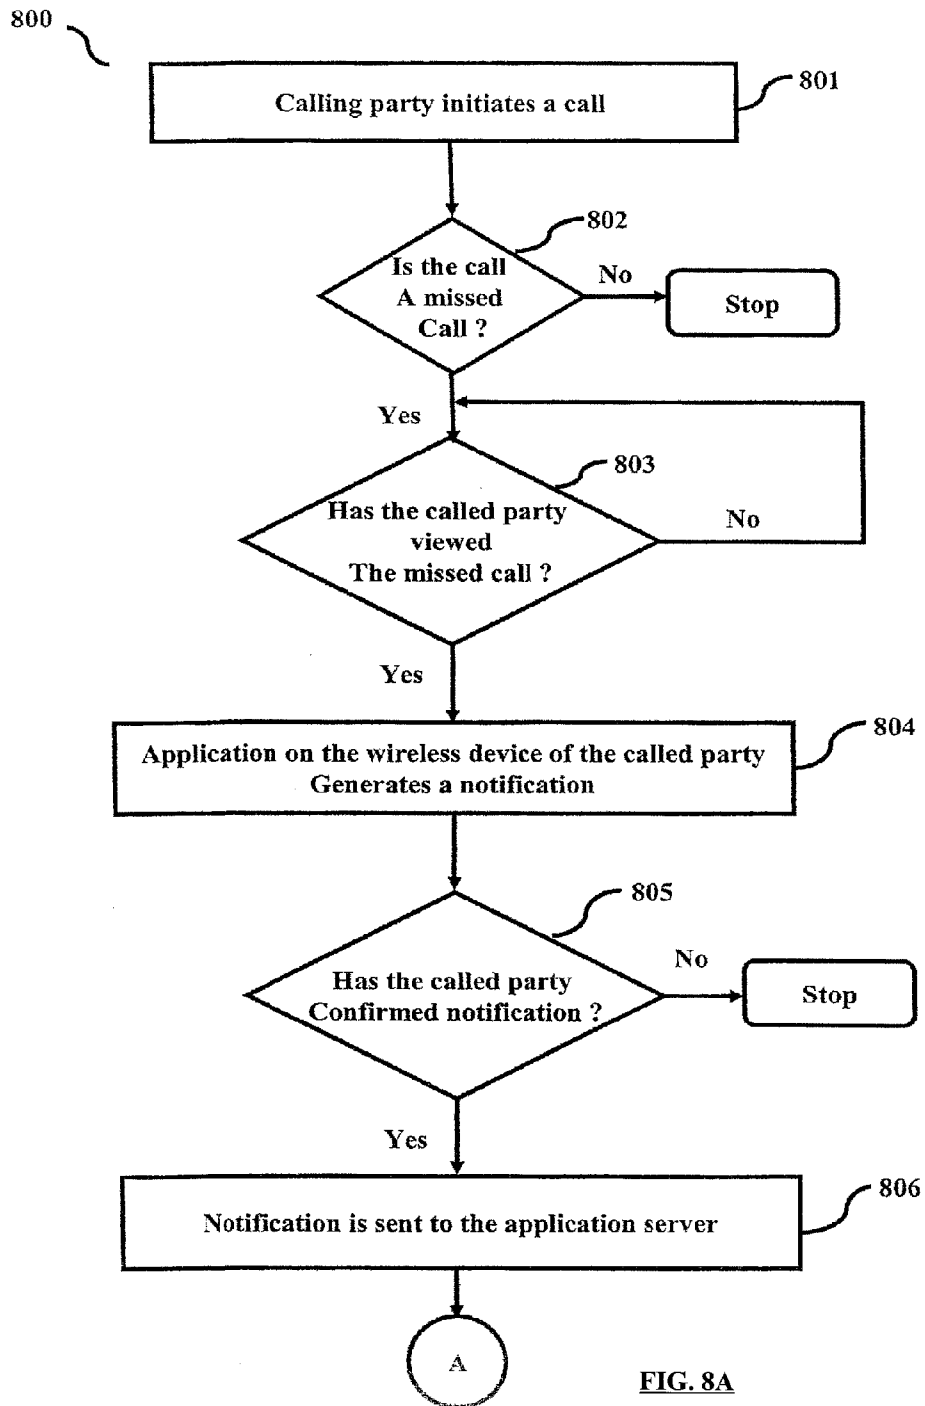 800
801
Calling party initiates a call
802
Is the call
A missed
Call ?
No
Stop
Yes
803
Has the called party
viewed
The missed call ?
No
Yes
804
Application on the wireless device of the called party
Generates a notification
805
Has the called party
Confirmed notification ?
No
Stop
Yes
806
Notification is sent to the application server
A
FIG. 8A